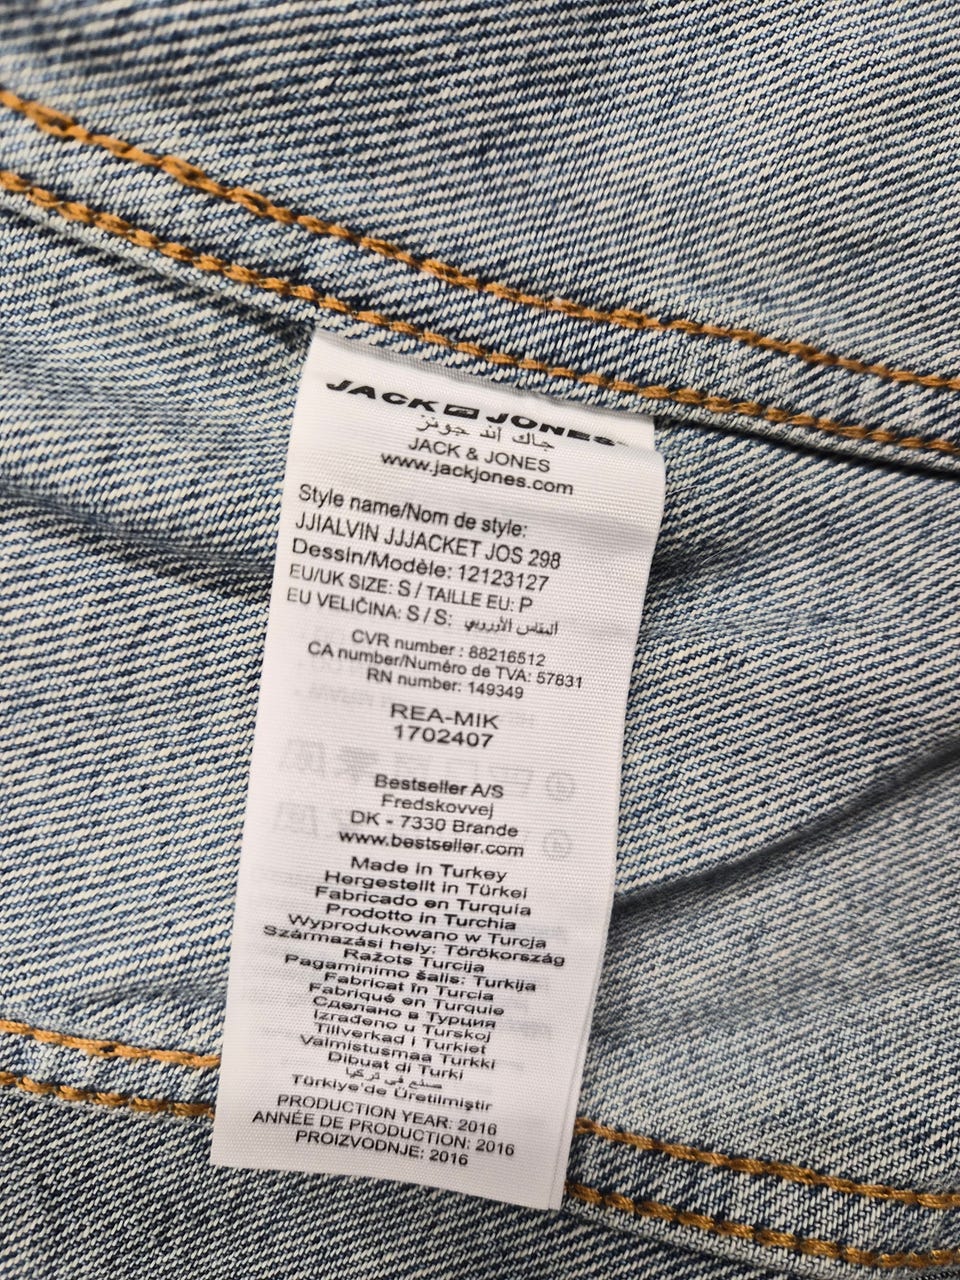 JACK JONES
جاك آند جونز
JACK & JONES
www.jackjones.com
Style name/Nom de style:
JJIALVIN JJJACKET JOS 298
Dessin/Modèle: 12123127
EU/UK SIZE: S / TAILLE EU: P
EU VELIČINA: S / S: المقاس الأوروبي
CVR number : 88216512
CA number/Numéro de TVA: 57831
RN number: 149349
REA-MIK
1702407
Bestseller A/S
Fredskovvej
DK - 7330 Brande
www.bestseller.com
Made in Turkey
Hergestellt in Türkei
Fabricado en Turquía
Prodotto in Turchia
Wyprodukowano w Turcja
Származási hely: Törökország
Ražots Turcija
Pagaminimo šalis: Turkija
Fabricat în Turcia
Fabriqué en Turquie
Сделано в Турция
Izrađeno u Turskoj
Tillverkad i Turkiet
Valmistusmaa Turkki
Dibuat di Turki
صنع في تركيا
Türkiye'de Üretilmiştir
PRODUCTION YEAR: 2016
ANNÉE DE PRODUCTION: 2016
PROIZVODNJE: 2016